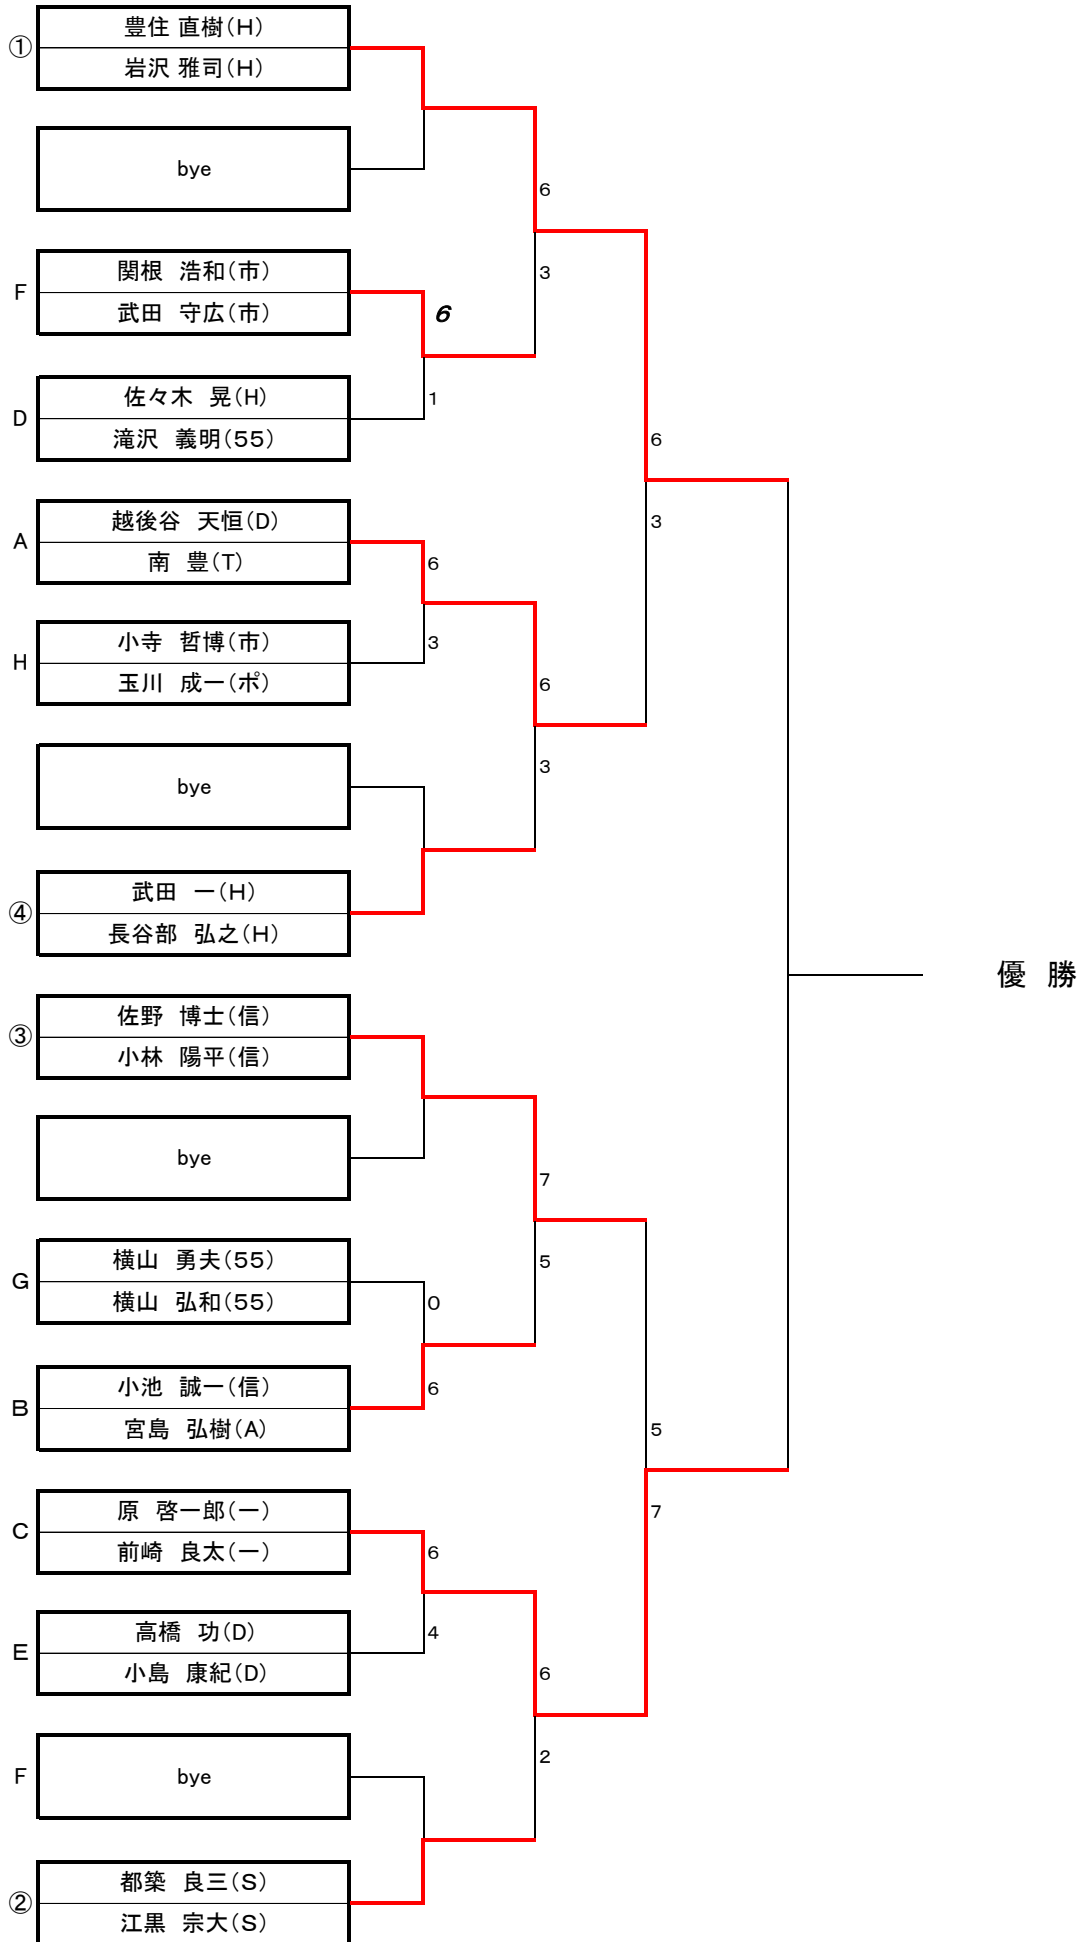 ①
豊住 直樹(H)
岩沢 雅司(H)
bye
6
3
F
関根 浩和(市)
武田 守広(市)
6
D
佐々木 晃(H)
滝沢 義明(55)
1
6
3
A
越後谷 天恒(D)
南 豊(T)
6
H
小寺 哲博(市)
玉川 成一(ポ)
3
6
3
bye
④
武田 一(H)
長谷部 弘之(H)
優 勝
③
佐野 博士(信)
小林 陽平(信)
bye
7
5
G
横山 勇夫(55)
横山 弘和(55)
0
B
小池 誠一(信)
宮島 弘樹(A)
6
5
7
C
原 啓一郎(一)
前崎 良太(一)
6
E
高橋 功(D)
小島 康紀(D)
4
6
2
F
bye
②
都築 良三(S)
江黒 宗大(S)